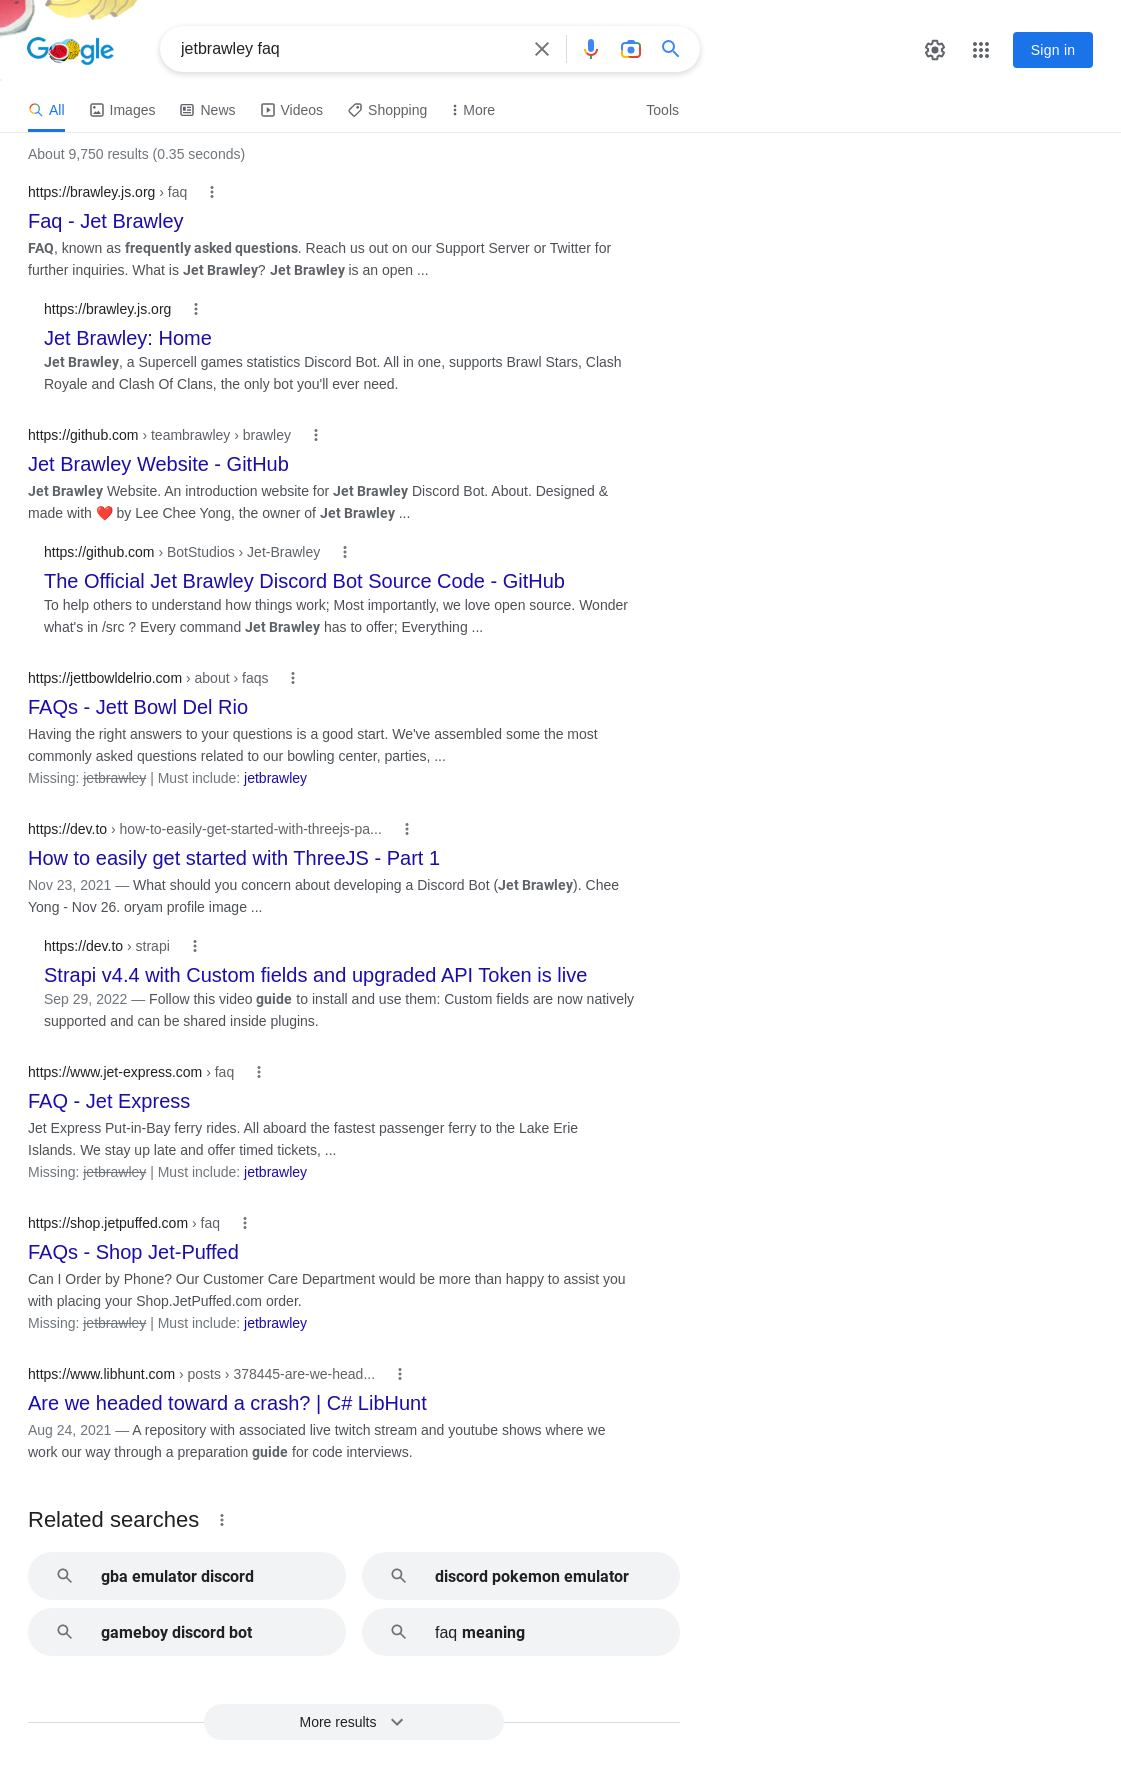 Google
jetbrawley faq
Sign in
All Images News Videos Shopping More Tools
About 9,750 results (0.35 seconds)
https://brawley.js.org › faq
Faq - Jet Brawley
FAQ, known as frequently asked questions. Reach us out on our Support Server or Twitter for
further inquiries. What is Jet Brawley? Jet Brawley is an open ...
https://brawley.js.org
Jet Brawley: Home
Jet Brawley, a Supercell games statistics Discord Bot. All in one, supports Brawl Stars, Clash
Royale and Clash Of Clans, the only bot you'll ever need.
https://github.com › teambrawley › brawley
Jet Brawley Website - GitHub
Jet Brawley Website. An introduction website for Jet Brawley Discord Bot. About. Designed &
made with ❤️ by Lee Chee Yong, the owner of Jet Brawley ...
https://github.com › BotStudios › Jet-Brawley
The Official Jet Brawley Discord Bot Source Code - GitHub
To help others to understand how things work; Most importantly, we love open source. Wonder
what's in /src ? Every command Jet Brawley has to offer; Everything ...
https://jettbowldelrio.com › about › faqs
FAQs - Jett Bowl Del Rio
Having the right answers to your questions is a good start. We've assembled some the most
commonly asked questions related to our bowling center, parties, ...
Missing: jetbrawley | Must include: jetbrawley
https://dev.to › how-to-easily-get-started-with-threejs-pa...
How to easily get started with ThreeJS - Part 1
Nov 23, 2021 — What should you concern about developing a Discord Bot (Jet Brawley). Chee
Yong - Nov 26. oryam profile image ...
https://dev.to › strapi
Strapi v4.4 with Custom fields and upgraded API Token is live
Sep 29, 2022 — Follow this video guide to install and use them: Custom fields are now natively
supported and can be shared inside plugins.
https://www.jet-express.com › faq
FAQ - Jet Express
Jet Express Put-in-Bay ferry rides. All aboard the fastest passenger ferry to the Lake Erie
Islands. We stay up late and offer timed tickets, ...
Missing: jetbrawley | Must include: jetbrawley
https://shop.jetpuffed.com › faq
FAQs - Shop Jet-Puffed
Can I Order by Phone? Our Customer Care Department would be more than happy to assist you
with placing your Shop.JetPuffed.com order.
Missing: jetbrawley | Must include: jetbrawley
https://www.libhunt.com › posts › 378445-are-we-head...
Are we headed toward a crash? | C# LibHunt
Aug 24, 2021 — A repository with associated live twitch stream and youtube shows where we
work our way through a preparation guide for code interviews.
Related searches
gba emulator discord
discord pokemon emulator
gameboy discord bot
faq meaning
More results